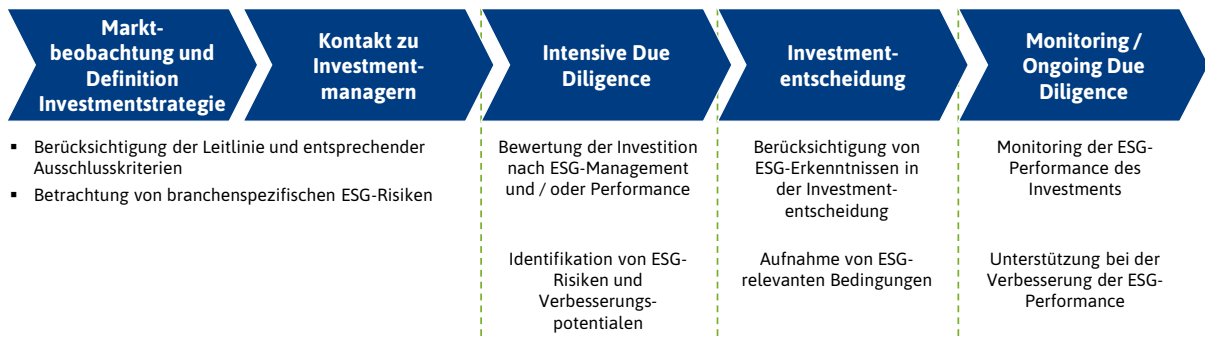 Markt-
beobachtung und
Definition
Investmentstrategie
Kontakt zu
Investment-
managern
Intensive Due
Diligence
Investment-
entscheidung
Monitoring /
Ongoing Due
Diligence
▪ Berücksichtigung der Leitlinie und entsprechender
Ausschlusskriterien
▪ Betrachtung von branchenspezifischen ESG-Risiken
Bewertung der Investition
nach ESG-Management
und / oder Performance
Identifikation von ESG-
Risiken und
Verbesserungs-
potentialen
Berücksichtigung von
ESG-Erkenntnissen in
der Investment-
entscheidung
Aufnahme von ESG-
relevanten Bedingungen
Monitoring der ESG-
Performance des
Investments
Unterstützung bei der
Verbesserung der ESG-
Performance